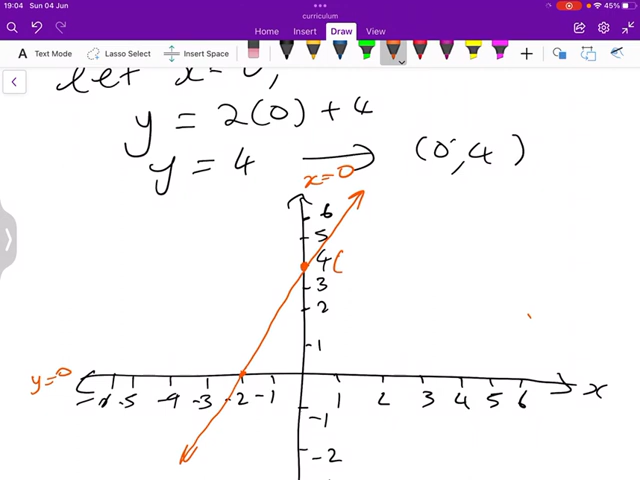 19:04 Sun 04 Jun
45%
curriculum
Home Insert Draw View
Text Mode Lasso Select Insert Space
let x=0,
y = 2(0) + 4
y = 4 → (0,4)
x=0
6
5
4(
3
2
1
y=0
-5 -4 -3 -2 -1 1 2 3 4 5 6 x
-1
-2